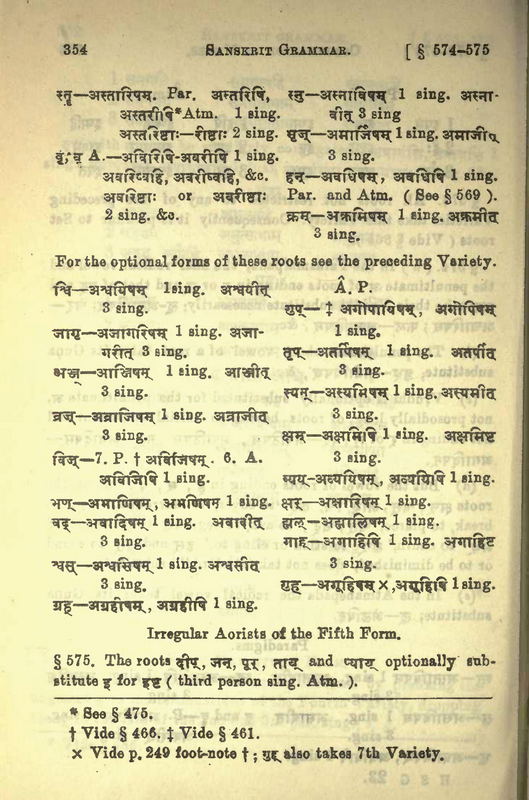 354 SANSKRIT GRAMMAR. [ § 574-575
स्तृ—अस्तारिषम्. Par. अस्तरिषि,
अस्तरीषि*Atm. 1 sing.
अस्तरिष्ठाः—रीष्ठाः 2 sing.
वृ, वॄ A.—अवरिषि-अवरीषि 1 sing.
अवरिष्वहि, अवरीष्वहि, &c.
अवरिष्ठाः or अवरीष्ठाः
2 sing. &c.
स्नु—अस्नाविषम् 1 sing. अस्ना-
वीत् 3 sing
मृज्—अमार्जिषम् 1 sing. अमार्जीत्
3 sing.
हन्—अवधिषम्, अवधिषि 1 sing.
Par. and Atm. ( See § 569 ).
क्रम्—अक्रमिषम् 1 sing. अक्रमीत्
3 sing.
For the optional forms of these roots see the preceding Variety.
श्वि—अश्वयिषम् 1sing. अश्वयीत्
3 sing.
जागृ—अजागरिषम् 1 sing. अजा-
गरीत् 3 sing.
अञ्ज्—आञ्जिषम् 1 sing. आञ्जीत्
3 sing.
व्रज्—अव्राजिषम् 1 sing. अव्राजीत्
3 sing.
विज्—7. P. † अविजिषम्. 6. A.
अविजिषि 1 sing.
भण्—अभाणिषम्, अभणिषम् 1 sing.
वद्—अवादिषम् 1 sing. अवादीत्
3 sing.
श्वस्—अश्वसिषम् 1 sing. अश्वसीत्
3 sing.
ग्रह्—अग्रहीषम्, अग्रहीषि 1 sing.
Â. P.
गुप्—‡ अगोपायिषम्, अगोपिषम्
1 sing.
तृप्—अतर्पिषम् 1 sing. अतर्पीत्
3 sing.
स्यम्—अस्यमिषम् 1 sing. अस्यमीत्
3 sing.
क्षम्—अक्षमिषि 1 sing. अक्षमिष्ट
3 sing.
व्यय्-अव्ययिषम्, अव्ययिषि 1 sing.
क्षर्—अक्षारिषम् 1 sing.
ह्मल्—अह्मालिषम् 1 sing.
गाह्—अगाहिषि 1 sing. अगाहिष्ट
3 sing.
गुह्—अगूहिषम् ×, अगूहिषि 1 sing.
Irregular Aorists of the Fifth Form.
§ 575. The roots दीप्, जन्, पूर्, ताय् and प्याय् optionally sub-
stitute इ for इष्ट ( third person sing. Atm. ).
* See § 475.
† Vide § 466. ‡ Vide § 461.
× Vide p. 249 foot-note † ; गुह् also takes 7th Variety.